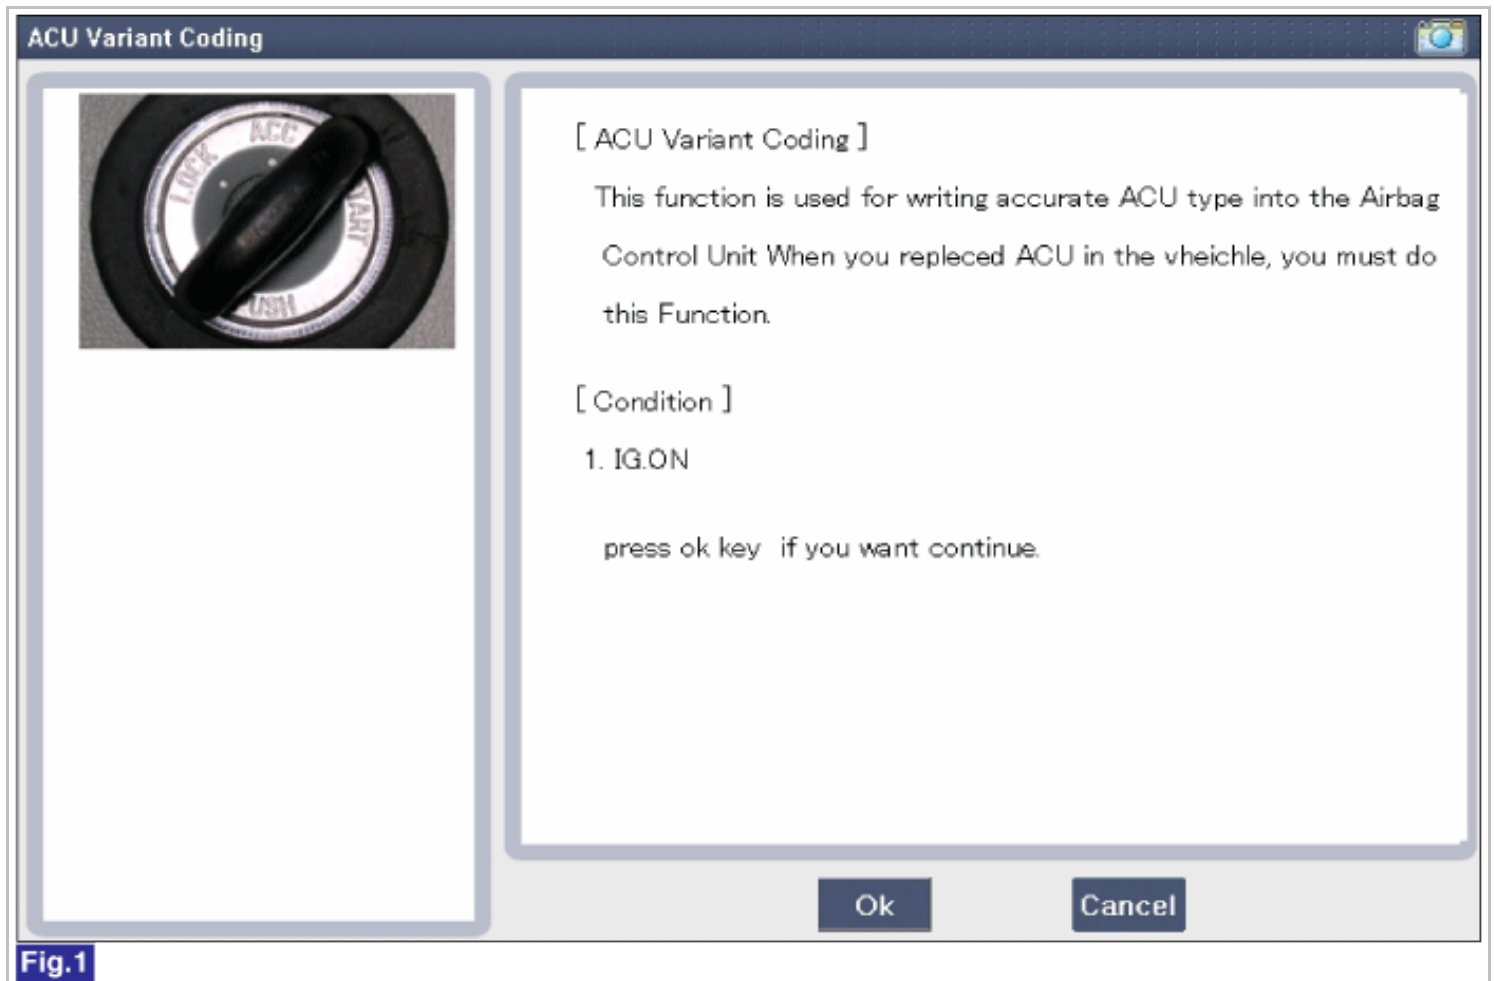 ACU Variant Coding
LOCK
ACC
START
PUSH
[ ACU Variant Coding ]
This function is used for writing accurate ACU type into the Airbag
Control Unit When you repleced ACU in the vheichle, you must do
this Function.
[ Condition ]
1. IG.ON
press ok key if you want continue.
Ok
Cancel
Fig.1